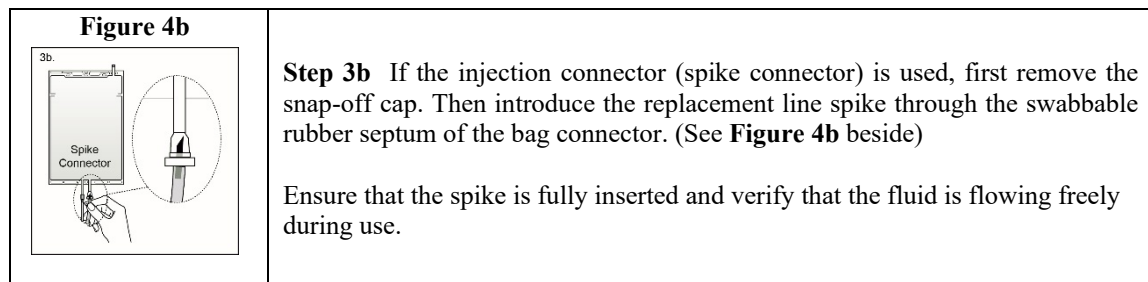 Figure 4b
3b.
Spike
Connector
Step 3b If the injection connector (spike connector) is used, first remove the
snap-off cap. Then introduce the replacement line spike through the swabbable
rubber septum of the bag connector. (See Figure 4b beside)
Ensure that the spike is fully inserted and verify that the fluid is flowing freely
during use.